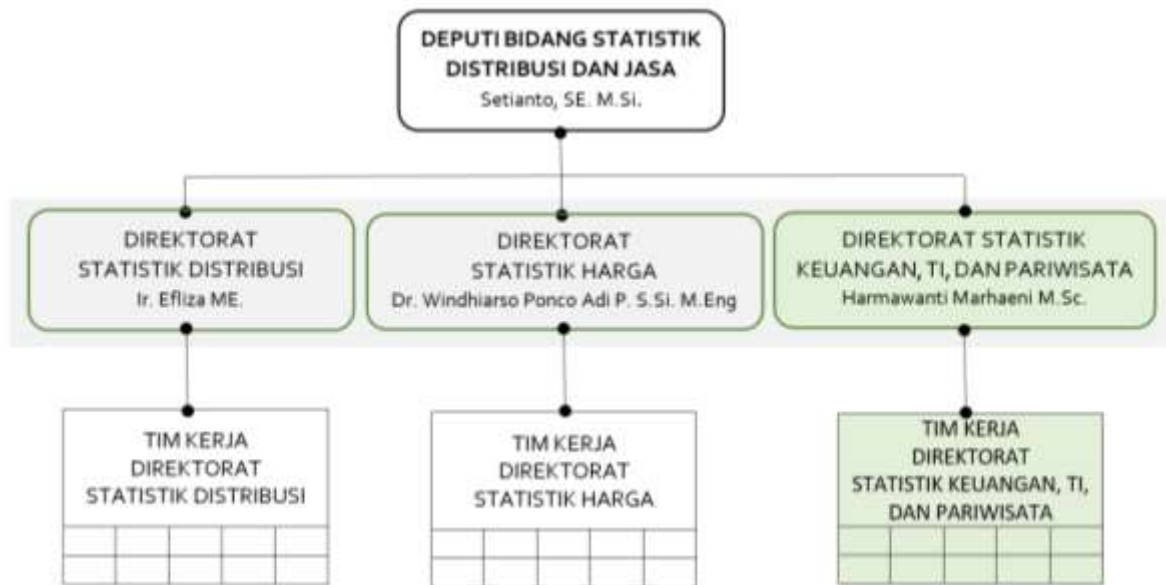 DEPUTI BIDANG STATISTIK
DISTRIBUSI DAN JASA
Setianto, SE. M.Si.
DIREKTORAT
STATISTIK DISTRIBUSI
Ir. Efliza ME.
DIREKTORAT
STATISTIK HARGA
Dr. Windhiarso Ponco Adi P. S.Si. M.Eng
DIREKTORAT STATISTIK
KEUANGAN, TI, DAN PARIWISATA
Harmawanti Marhaeni M.Sc.
TIM KERJA
DIREKTORAT
STATISTIK DISTRIBUSI
TIM KERJA
DIREKTORAT
STATISTIK HARGA
TIM KERJA
DIREKTORAT
STATISTIK KEUANGAN, TI,
DAN PARIWISATA